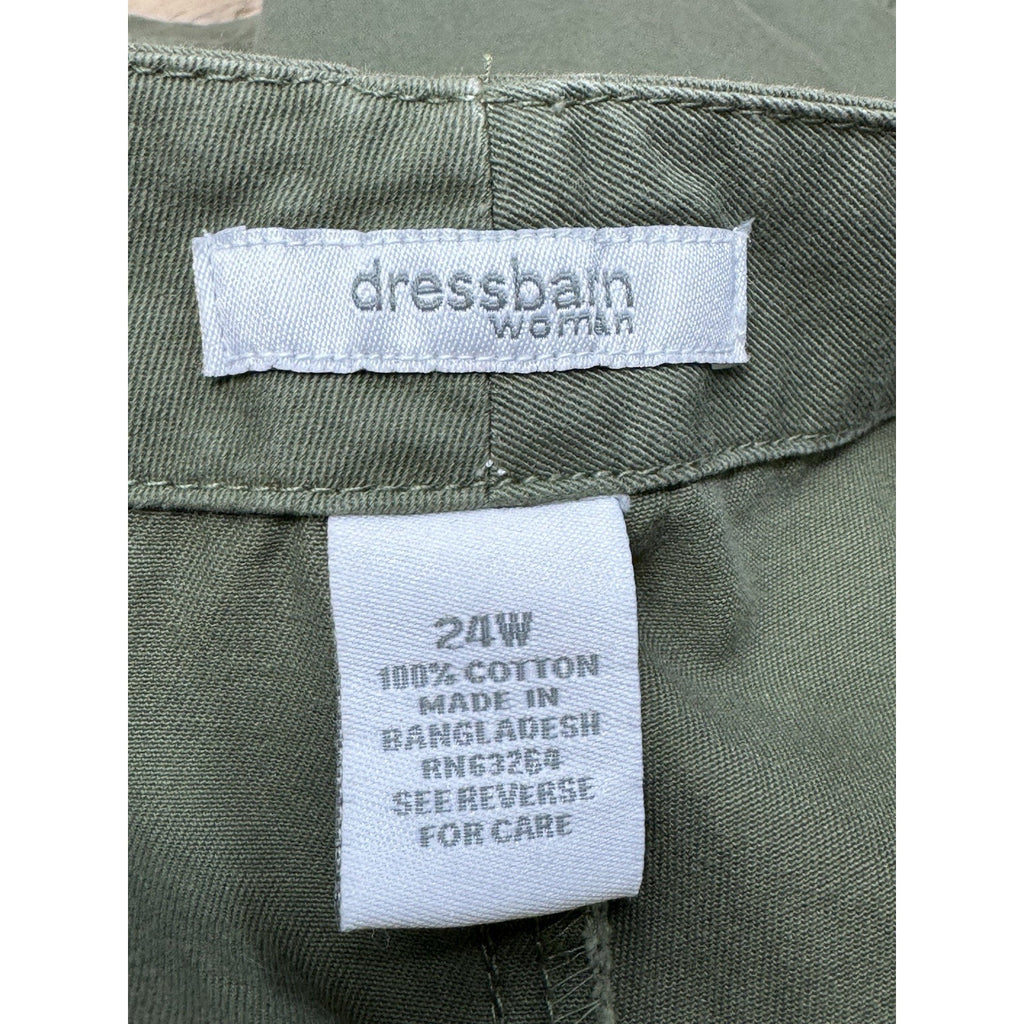 dressbarn
woman
24W
100% COTTON
MADE IN
BANGLADESH
RN63264
SEE REVERSE
FOR CARE